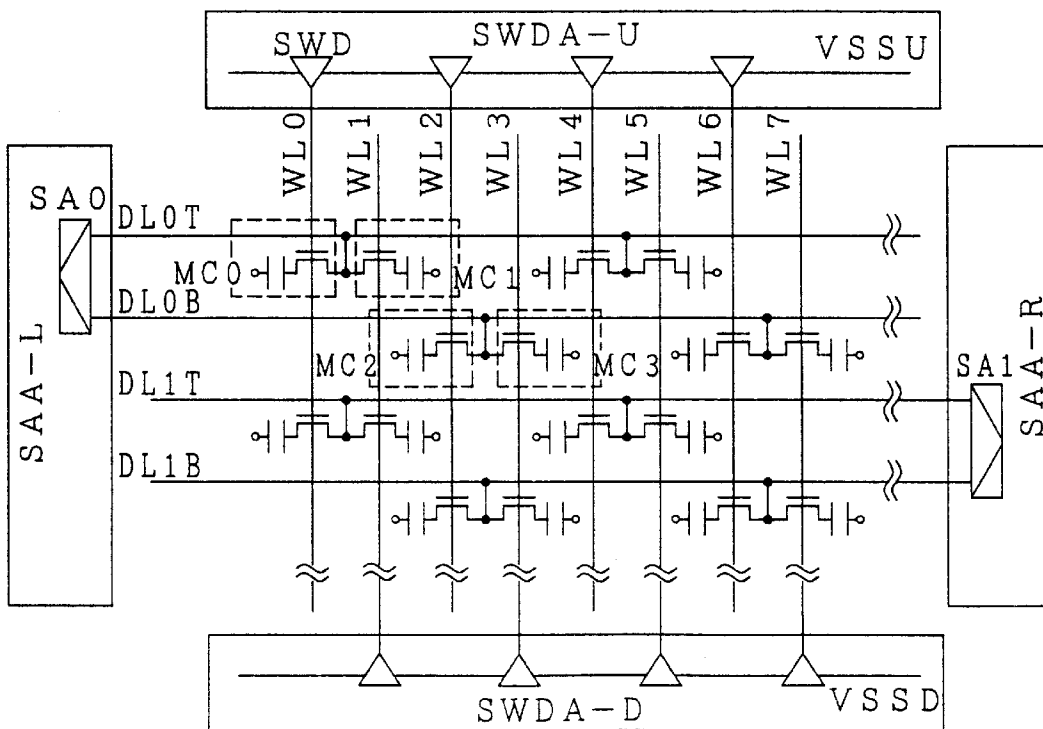 SWD
SWDA-U
VSSU
WL0
WL1
WL2
WL3
WL4
WL5
WL6
WL7
SA0
DL0T
MC0
MC1
DL0B
MC2
MC3
SA1
DL1T
DL1B
SAA-L
SAA-R
SWDA-D
VSSD